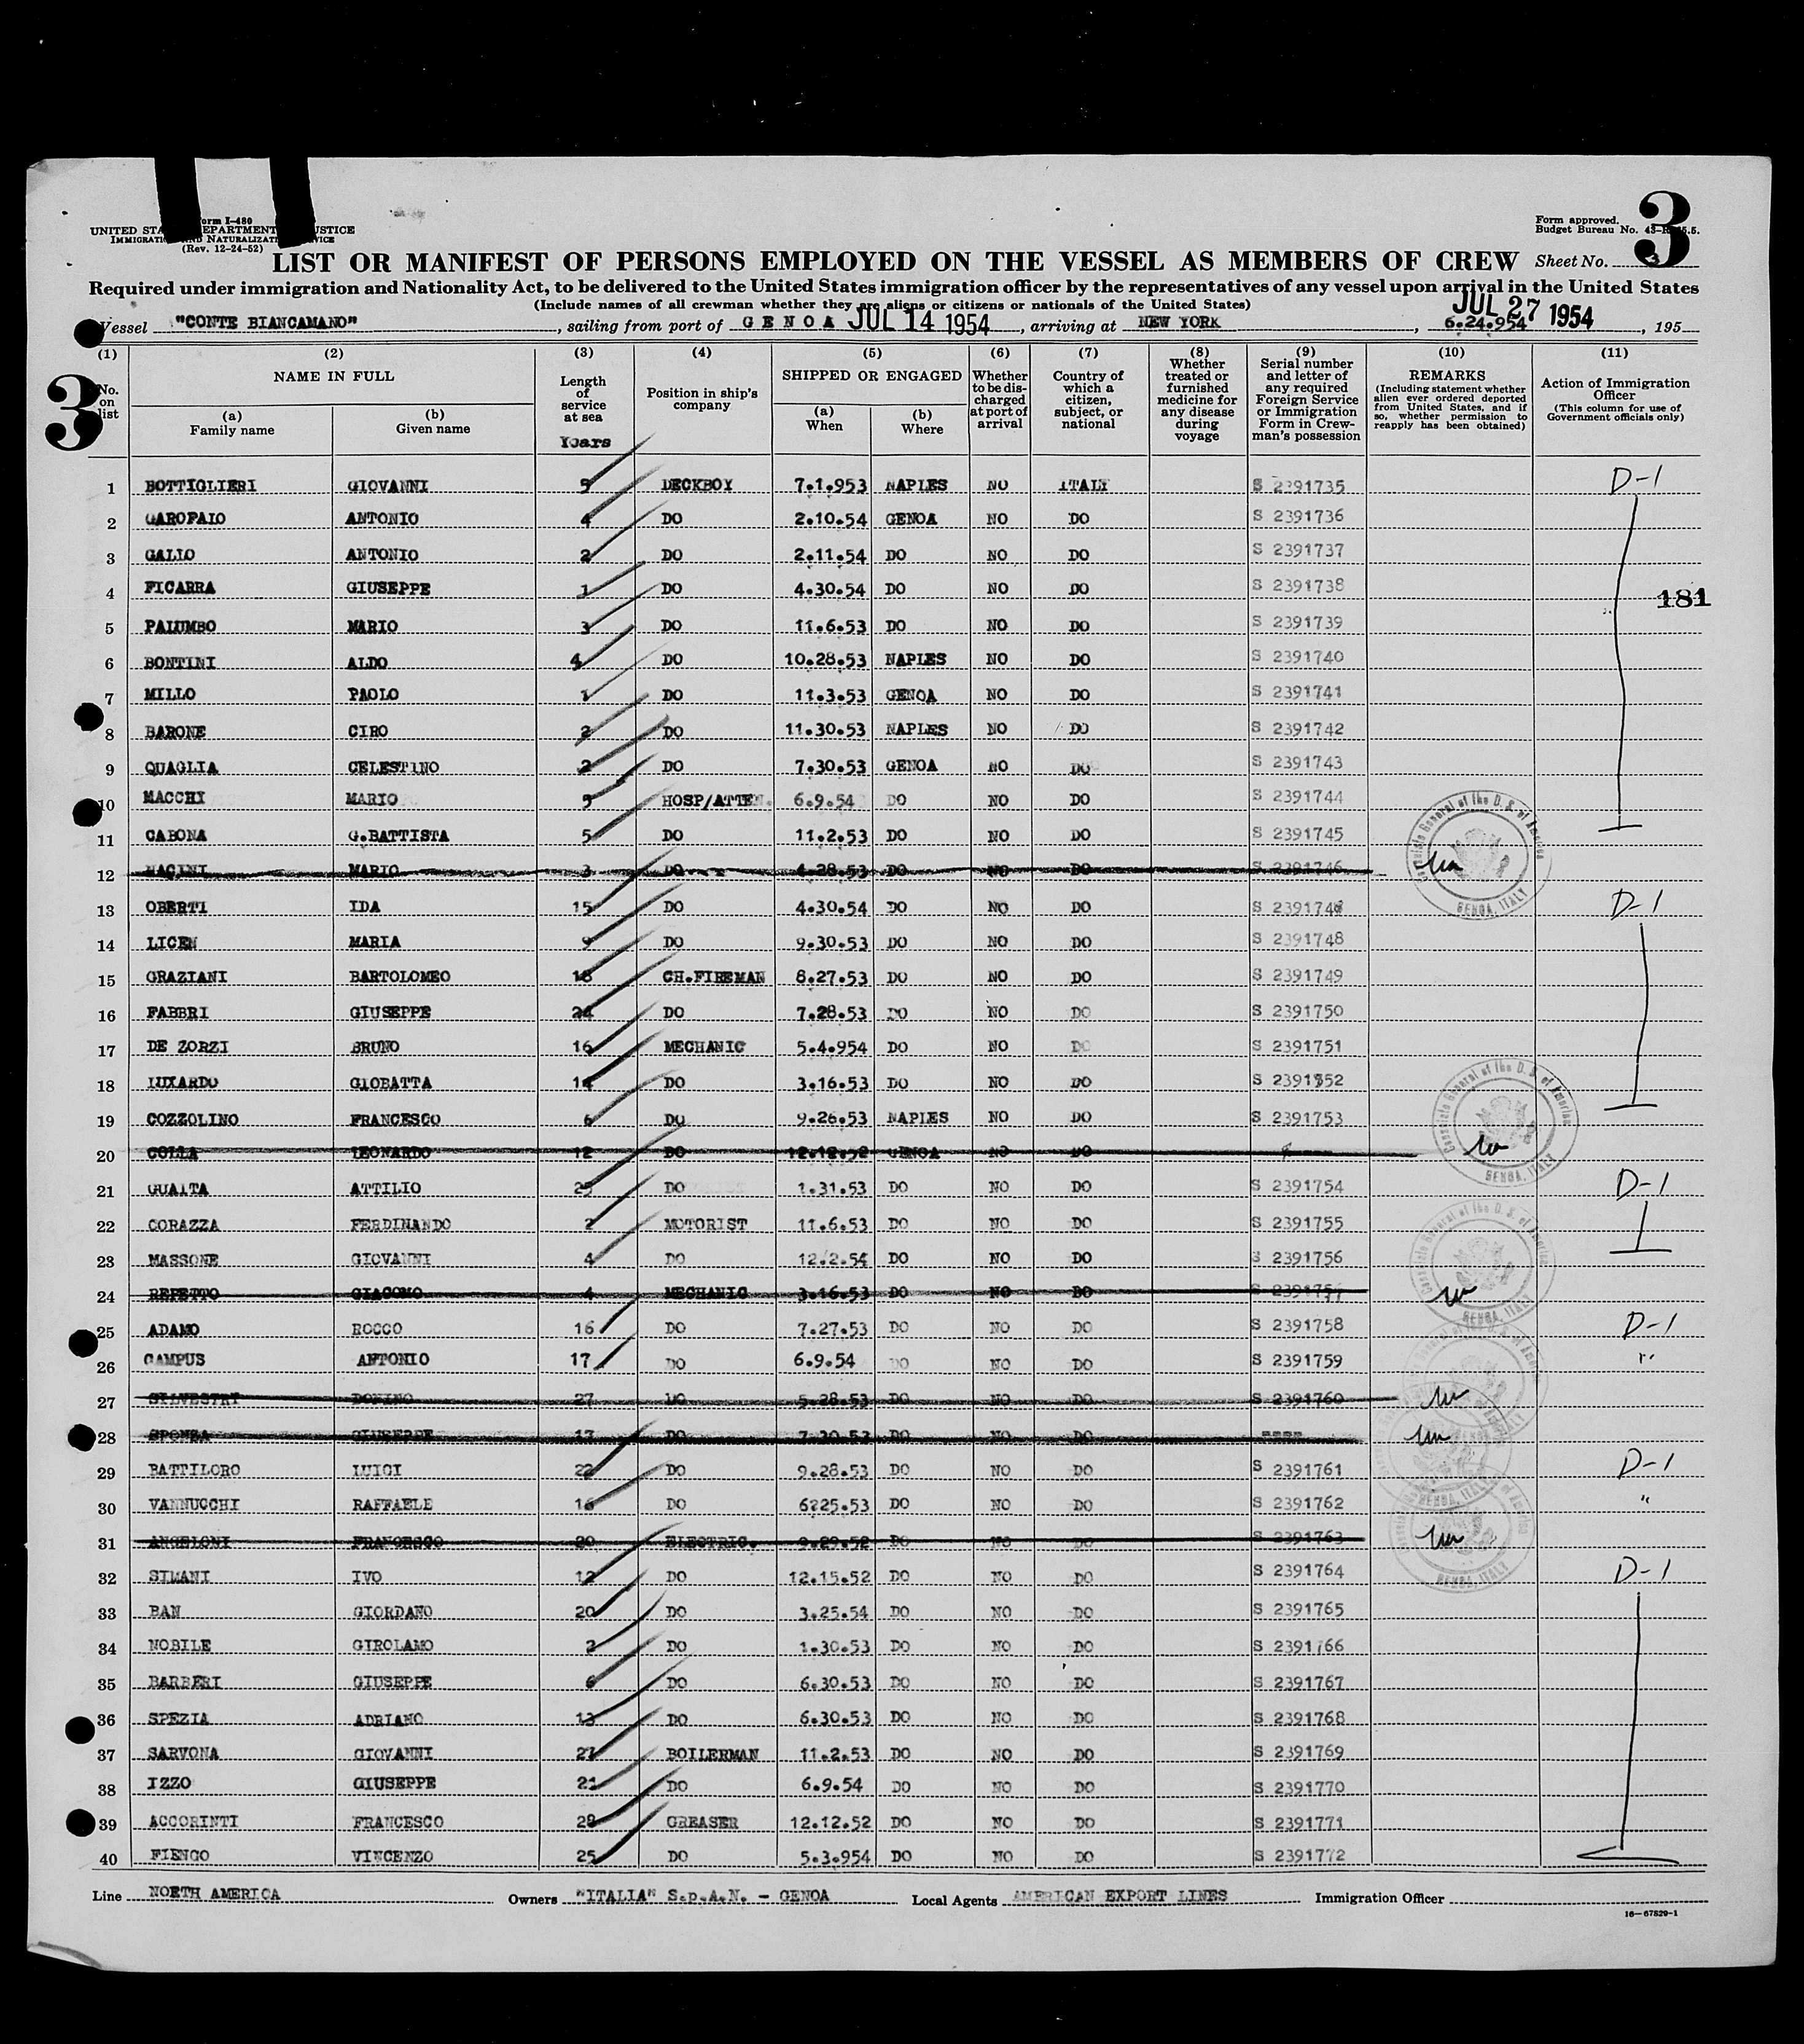 3
Form I-480
UNITED STATES DEPARTMENT OF JUSTICE
IMMIGRATION AND NATURALIZATION SERVICE
(Rev. 12-24-52)
Form approved.
Budget Bureau No. 43-
LIST OR MANIFEST OF PERSONS EMPLOYED ON THE VESSEL AS MEMBERS OF CREW
Sheet No. 3
Required under immigration and Nationality Act, to be delivered to the United States immigration officer by the representatives of any vessel upon arrival in the United States
(Include names of all crewman whether they are aliens or citizens or nationals of the United States)
Vessel "CONTE BIANCAMANO", sailing from port of GENOA JUL 14 1954, arriving at NEW YORK, 6.24.954 JUL 27 1954, 195
3
(1) No. on list
(2) NAME IN FULL
(a) Family name
(b) Given name
(3) Length of service at sea
Years
(4) Position in ship's company
(5) SHIPPED OR ENGAGED
(a) When
(b) Where
(6) Whether to be discharged at port of arrival
(7) Country of which a citizen, subject, or national
(8) Whether treated or furnished medicine for any disease during voyage
(9) Serial number and letter of any required Foreign Service or Immigration Form in Crewman's possession
(10) REMARKS
(Including statement whether alien ever ordered deported from United States, and if so, whether permission to reapply has been obtained)
(11) Action of Immigration Officer
(This column for use of Government officials only)
1 BOTTIGLIERI GIOVANNI 5 DECKBOY 7.1.953 NAPLES NO ITALY S 2391735 D-1
2 GAROFALO ANTONIO 4 DO 2.10.54 GENOA NO DO S 2391736
3 GALLO ANTONIO 2 DO 2.11.54 DO NO DO S 2391737
4 FICARRA GIUSEPPE 1 DO 4.30.54 DO NO DO S 2391738
181
5 PALUMBO MARIO 3 DO 11.6.53 DO NO DO S 2391739
6 BONTINI ALDO 4 DO 10.28.53 NAPLES NO DO S 2391740
7 MILLO PAOLO 1 DO 11.3.53 GENOA NO DO S 2391741
8 BARONE CIRO 2 DO 11.30.53 NAPLES NO DO S 2391742
9 QUAGLIA CELESTINO 2 DO 7.30.53 GENOA NO DO S 2391743
10 MACCHI MARIO 5 HOSP/ATTEN. 6.9.54 DO NO DO S 2391744
11 CABONA G.BATTISTA 5 DO 11.2.53 DO NO DO S 2391745
12 MARIO 3 DO 4.28.53 DO NO DO S 2391746
13 OBERTI IDA 15 DO 4.30.54 DO NO DO S 239174 D-1
14 LICEN MARIA 9 DO 9.30.53 DO NO DO S 2391748
15 GRAZIANI BARTOLOMEO 18 CH.FIREMAN 8.27.53 DO NO DO S 2391749
16 FABBRI GIUSEPPE 24 DO 7.28.53 DO NO DO S 2391750
17 DE ZORZI BRUNO 16 MECHANIC 5.4.954 DO NO DO S 2391751
18 LUXARDO GIOBATTA 14 DO 3.16.53 DO NO DO S 2391952
19 COZZOLINO FRANCESCO 6 DO 9.26.53 NAPLES NO DO S 2391753
20 COLLA LEONARDO 12 DO 12.12.52 GENOA NO DO
21 GUAITA ATTILIO 25 DO 1.31.53 DO NO DO S 2391754 D-1
22 CORAZZA FERDINANDO 2 MOTORIST 11.6.53 DO NO DO S 2391755
23 MASSONE GIOVANNI 4 DO 12.2.54 DO NO DO S 2391756
24 REPETTO GIACOMO 4 MECHANIC 3.16.53 DO NO DO S 2391757
25 ADAMO ROCCO 16 DO 7.27.53 DO NO DO S 2391758 D-1
26 CAMPUS ANTONIO 17 DO 6.9.54 DO NO DO S 2391759 "
27 SILVESTRI DONINO 27 DO 5.28.53 DO NO DO S 2391760
28 SPONZA GIUSEPPE 17 DO 7.30.53 DO NO DO ----
29 BATTILORO LUIGI 22 DO 9.28.53 DO NO DO S 2391761 D-1
30 VANNUCCHI RAFFAELE 16 DO 6?25.53 DO NO DO S 2391762 "
31 ANGELONI FRANCESCO 20 ELECTRIC. 9.29.52 DO NO DO S 2391763
32 SIMANI IVO 12 DO 12.15.52 DO NO DO S 2391764 D-1
33 BAN GIORDANO 20 DO 3.25.54 DO NO DO S 2391765
34 NOBILE GIROLAMO 2 DO 1.30.53 DO NO DO S 2391766
35 BARBERI GIUSEPPE 6 DO 6.30.53 DO NO DO S 2391767
36 SPEZIA ADRIANO 13 DO 6.30.53 DO NO DO S 2391768
37 SARVONA GIOVANNI 27 BOILERMAN 11.2.53 DO NO DO S 2391769
38 IZZO GIUSEPPE 21 DO 6.9.54 DO NO DO S 2391770
39 ACCORINTI FRANCESCO 28 GREASER 12.12.52 DO NO DO S 2391771
40 FIENGO VINCENZO 25 DO 5.3.954 DO NO DO S 2391772
Consulate General of the U. S. of America
GENOA, ITALY
Line NORTH AMERICA Owners "ITALIA" S.p.A.N. - GENOA Local Agents AMERICAN EXPORT LINES Immigration Officer
16-67529-1